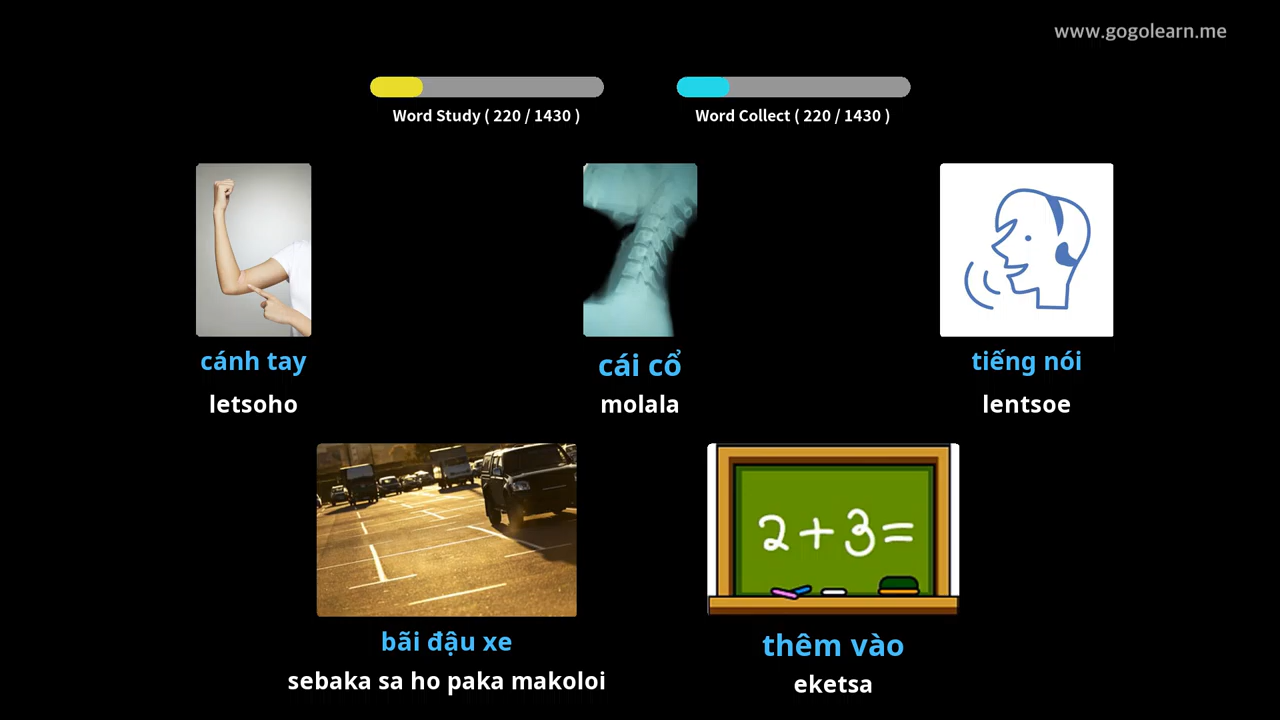 www.gogolearn.me
Word Study ( 220 / 1430 )
Word Collect ( 220 / 1430 )
cánh tay
letsoho
cái cổ
molala
tiếng nói
lentsoe
2+3=
bãi đậu xe
sebaka sa ho paka makoloi
thêm vào
eketsa